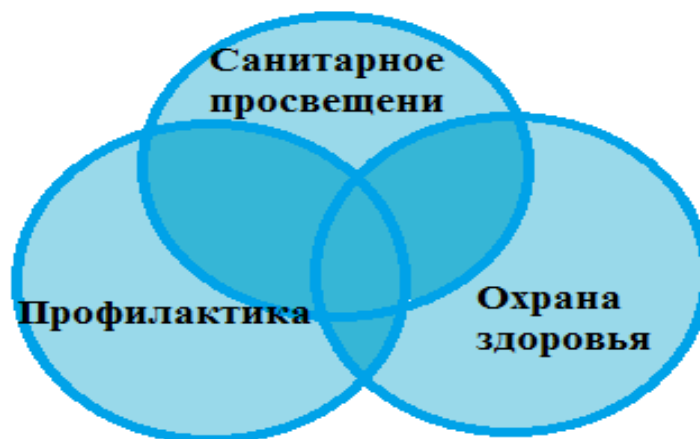 Санитарное
просвещени
Профилактика
Охрана
здоровья